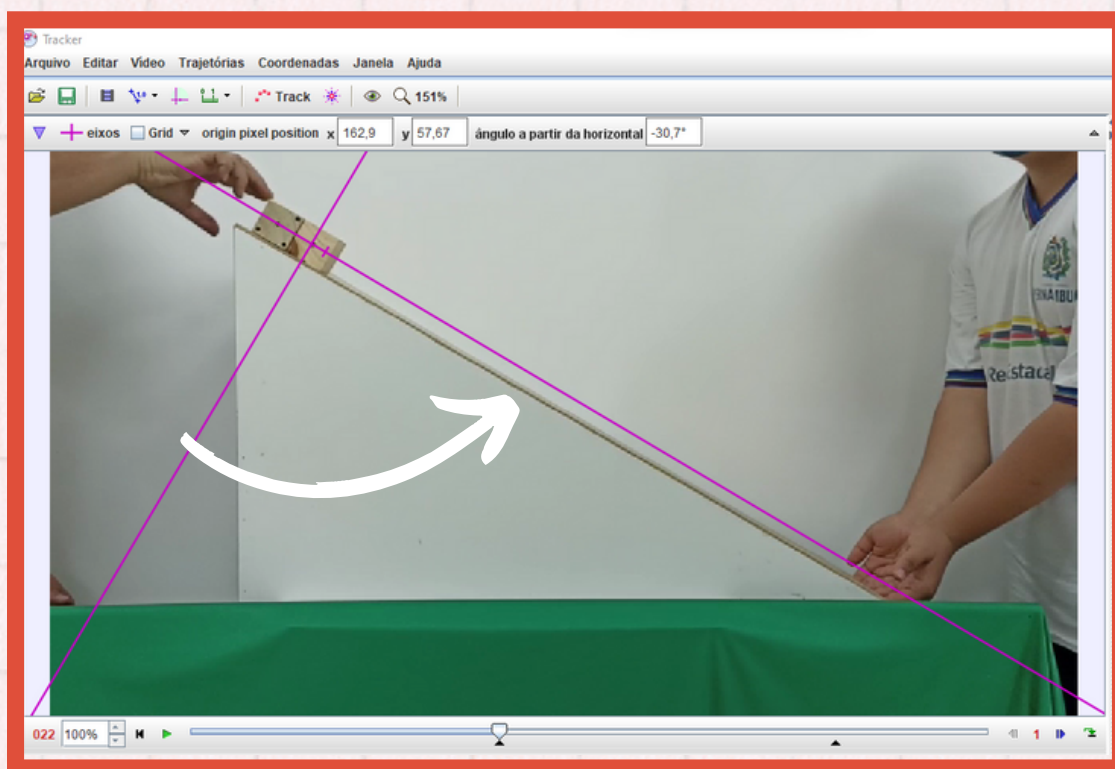 Tracker
Arquivo Editar Vídeo Trajetórias Coordenadas Janela Ajuda
Track 151%
eixos Grid origin pixel position x 162,9 y 57,67 ángulo a partir da horizontal -30,7°
022 100% 1